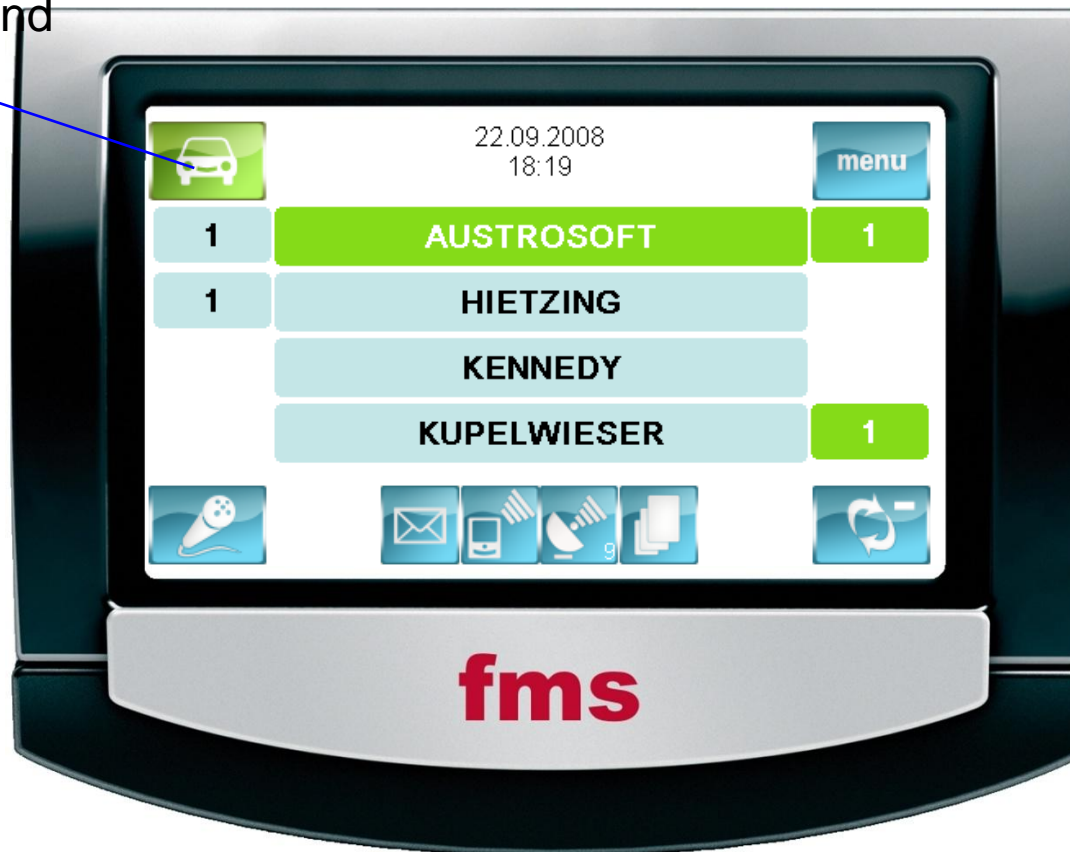 nd
22.09.2008
18:19
menu
1 AUSTROSOFT 1
1 HIETZING
KENNEDY
KUPELWIESER 1
9
fms